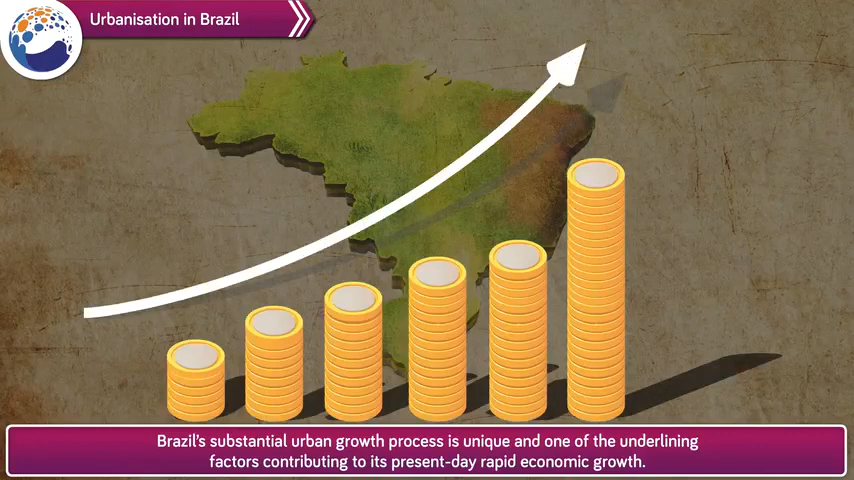 Urbanisation in Brazil
Brazil's substantial urban growth process is unique and one of the underlining
factors contributing to its present-day rapid economic growth.